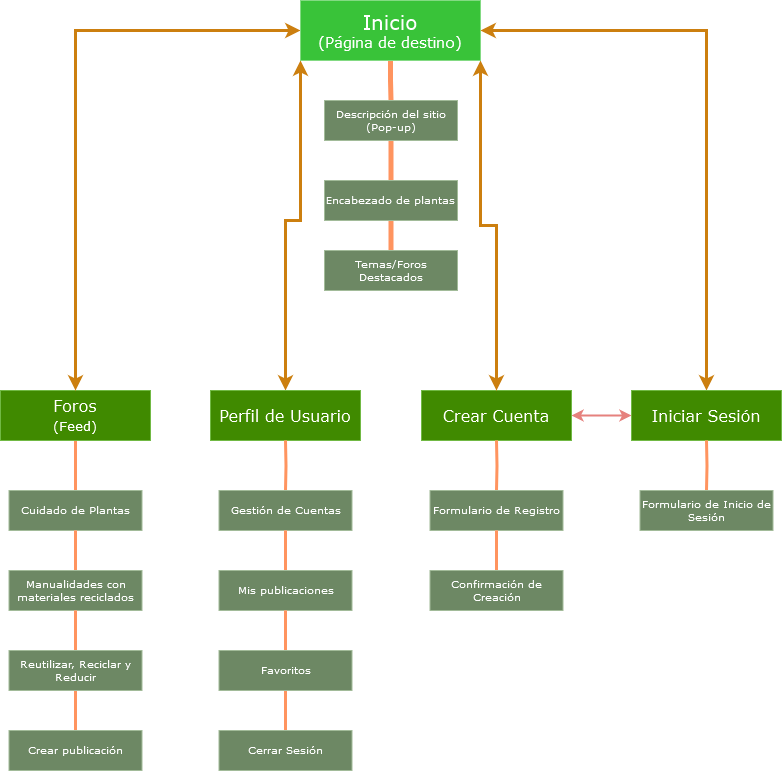 Inicio
(Página de destino)
Descripción del sitio
(Pop-up)
Encabezado de plantas
Temas/Foros
Destacados
Foros
(Feed)
Perfil de Usuario
Crear Cuenta
Iniciar Sesión
Cuidado de Plantas
Gestión de Cuentas
Formulario de Registro
Formulario de Inicio de
Sesión
Manualidades con
materiales reciclados
Mis publicaciones
Confirmación de
Creación
Reutilizar, Reciclar y
Reducir
Favoritos
Crear publicación
Cerrar Sesión